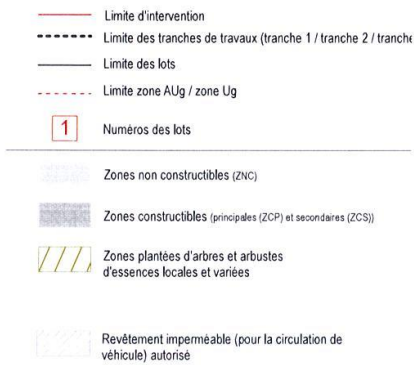 Limite d'intervention
Limite des tranches de travaux (tranche 1 / tranche 2 / tranche
Limite des lots
Limite zone AUg / zone Ug
1 Numéros des lots
Zones non constructibles (ZNC)
Zones constructibles (principales (ZCP) et secondaires (ZCS))
Zones plantées d'arbres et arbustes
d'essences locales et variées
Revêtement imperméable (pour la circulation de
véhicule) autorisé